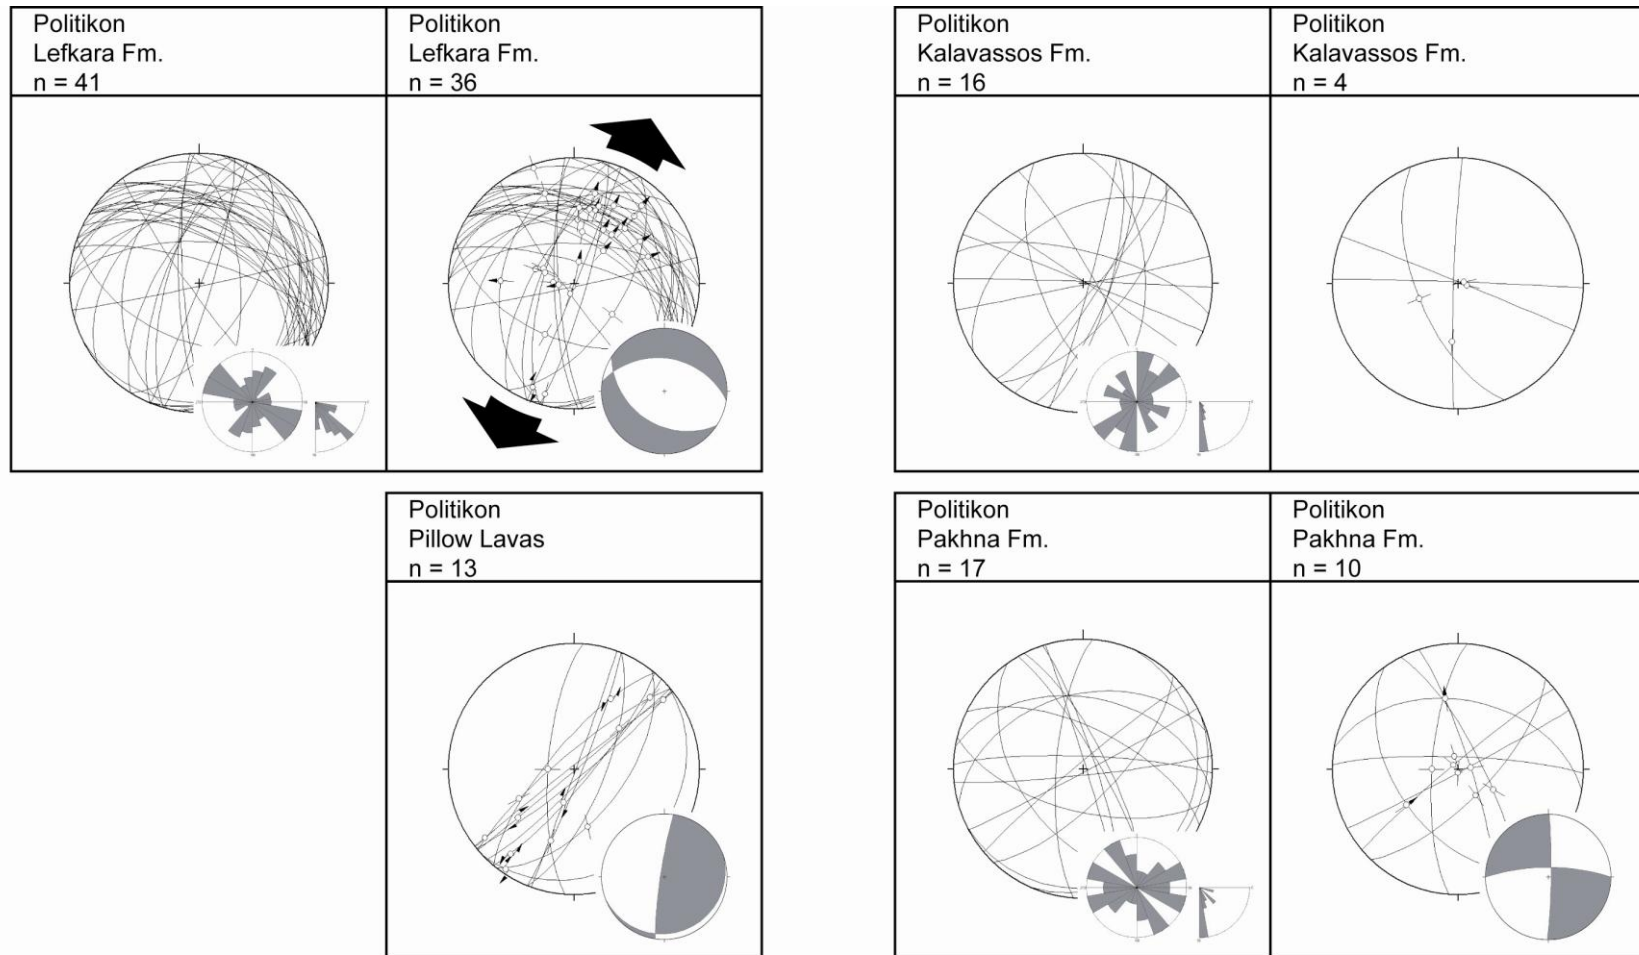 Politikon
Lefkara Fm.
n = 41
Politikon
Lefkara Fm.
n = 36
Politikon
Kalavassos Fm.
n = 16
Politikon
Kalavassos Fm.
n = 4
Politikon
Pillow Lavas
n = 13
Politikon
Pakhna Fm.
n = 17
Politikon
Pakhna Fm.
n = 10